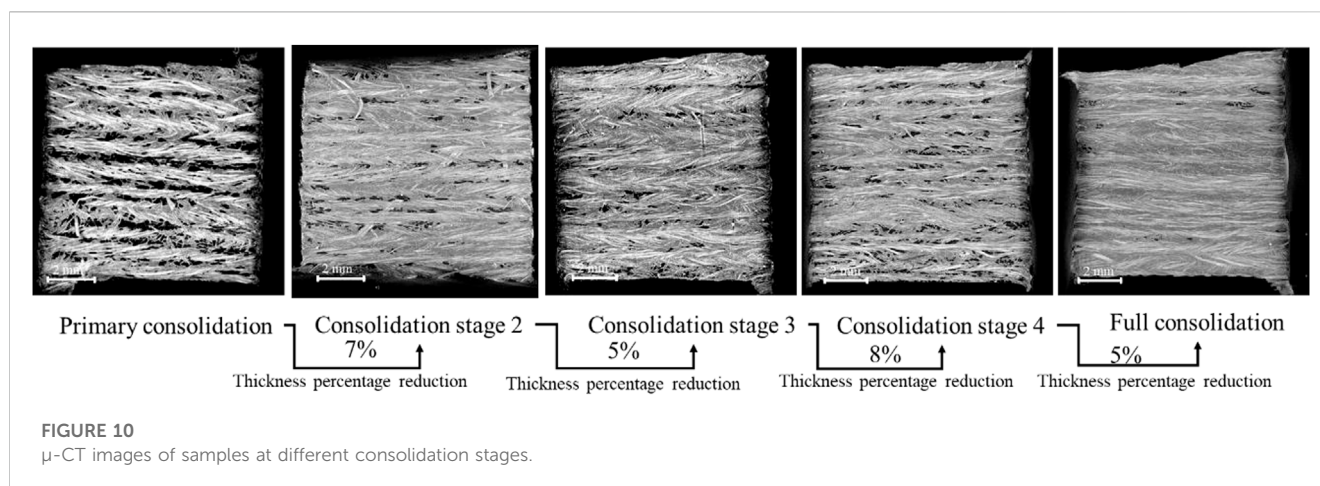 2 mm
2 mm
mm
2 mm
2 mm
Primary consolidation
Consolidation stage 2
Consolidation stage 3
Consolidation stage 4
Full consolidation
7%
5%
8%
5%
Thickness percentage reduction
Thickness percentage reduction
Thickness percentage reduction
Thickness percentage reduction
FIGURE 10
µ-CT images of samples at different consolidation stages.